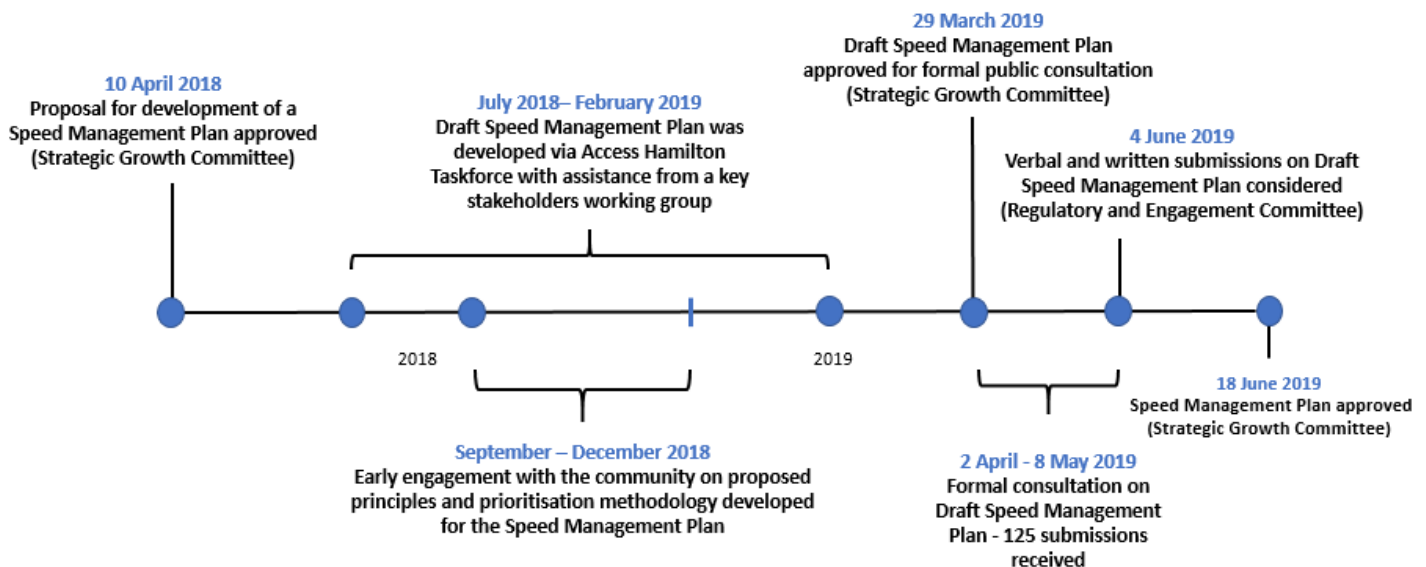 10 April 2018
Proposal for development of a
Speed Management Plan approved
(Strategic Growth Committee)
July 2018– February 2019
Draft Speed Management Plan was
developed via Access Hamilton
Taskforce with assistance from a key
stakeholders working group
29 March 2019
Draft Speed Management Plan
approved for formal public consultation
(Strategic Growth Committee)
4 June 2019
Verbal and written submissions on Draft
Speed Management Plan considered
(Regulatory and Engagement Committee)
2018
2019
September – December 2018
Early engagement with the community on proposed
principles and prioritisation methodology developed
for the Speed Management Plan
2 April - 8 May 2019
Formal consultation on
Draft Speed Management
Plan - 125 submissions
received
18 June 2019
Speed Management Plan approved
(Strategic Growth Committee)